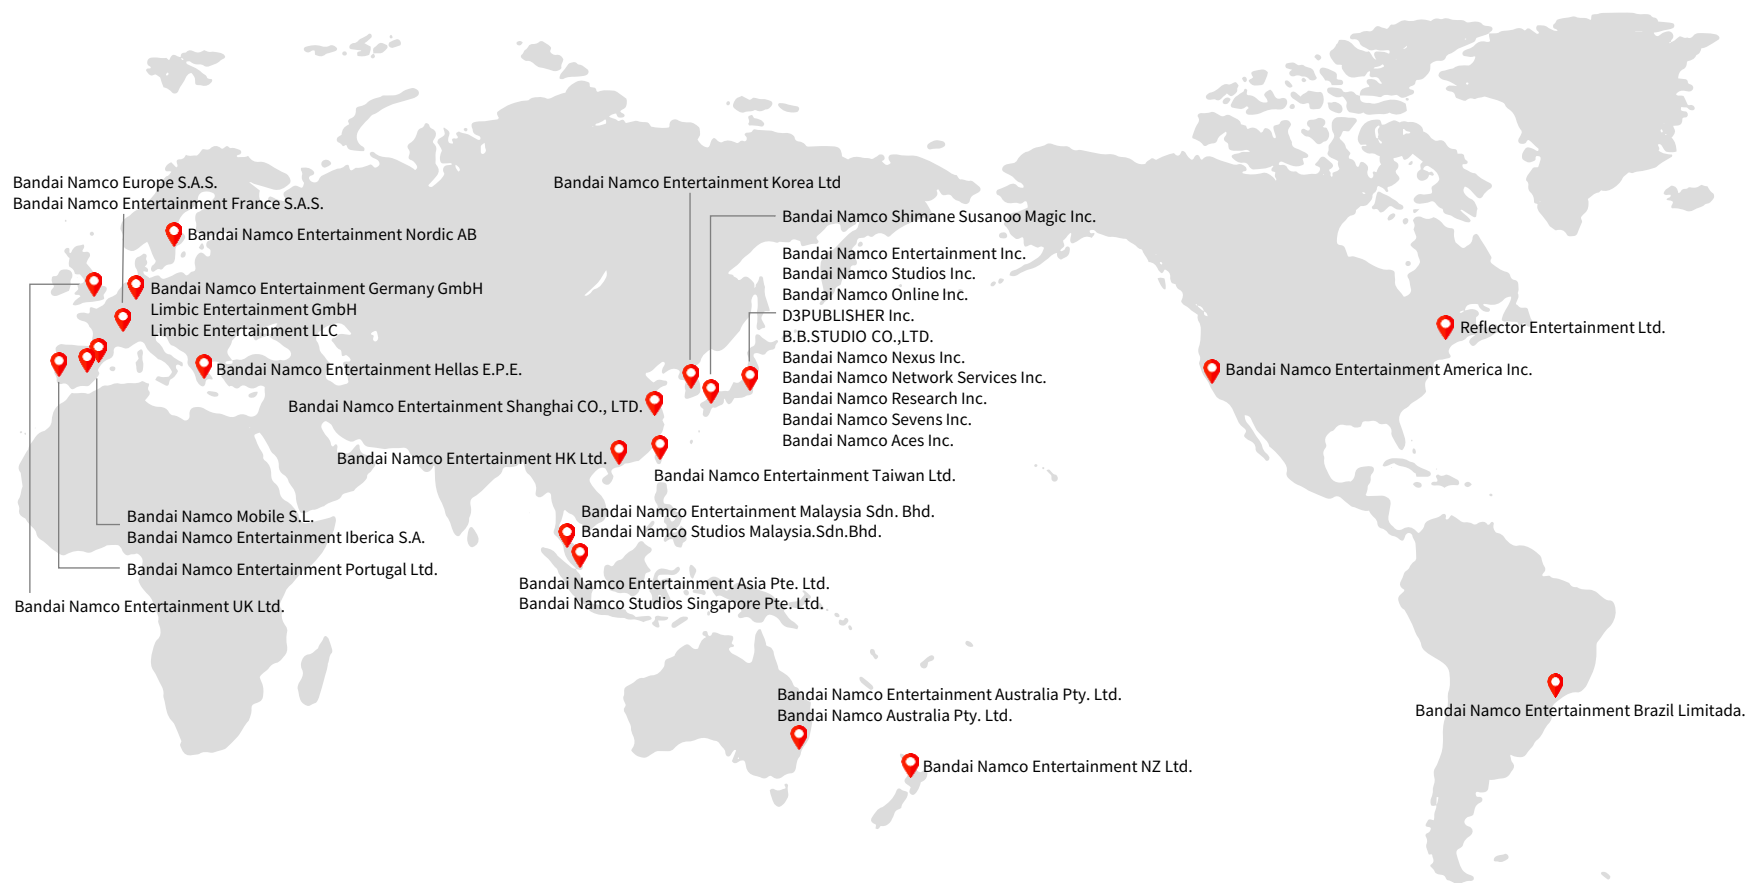 Bandai Namco Europe S.A.S.
Bandai Namco Entertainment France S.A.S.
Bandai Namco Entertainment Nordic AB
Bandai Namco Entertainment Germany GmbH
Limbic Entertainment GmbH
Limbic Entertainment LLC
Bandai Namco Entertainment Hellas E.P.E.
Bandai Namco Mobile S.L.
Bandai Namco Entertainment Iberica S.A.
Bandai Namco Entertainment Portugal Ltd.
Bandai Namco Entertainment UK Ltd.
Bandai Namco Entertainment Korea Ltd
Bandai Namco Shimane Susanoo Magic Inc.
Bandai Namco Entertainment Inc.
Bandai Namco Studios Inc.
Bandai Namco Online Inc.
D3PUBLISHER Inc.
B.B.STUDIO CO.,LTD.
Bandai Namco Nexus Inc.
Bandai Namco Network Services Inc.
Bandai Namco Research Inc.
Bandai Namco Sevens Inc.
Bandai Namco Aces Inc.
Bandai Namco Entertainment Shanghai CO., LTD.
Bandai Namco Entertainment HK Ltd.
Bandai Namco Entertainment Taiwan Ltd.
Bandai Namco Entertainment Malaysia Sdn. Bhd.
Bandai Namco Studios Malaysia.Sdn.Bhd.
Bandai Namco Entertainment Asia Pte. Ltd.
Bandai Namco Studios Singapore Pte. Ltd.
Bandai Namco Entertainment Australia Pty. Ltd.
Bandai Namco Australia Pty. Ltd.
Bandai Namco Entertainment NZ Ltd.
Reflector Entertainment Ltd.
Bandai Namco Entertainment America Inc.
Bandai Namco Entertainment Brazil Limitada.